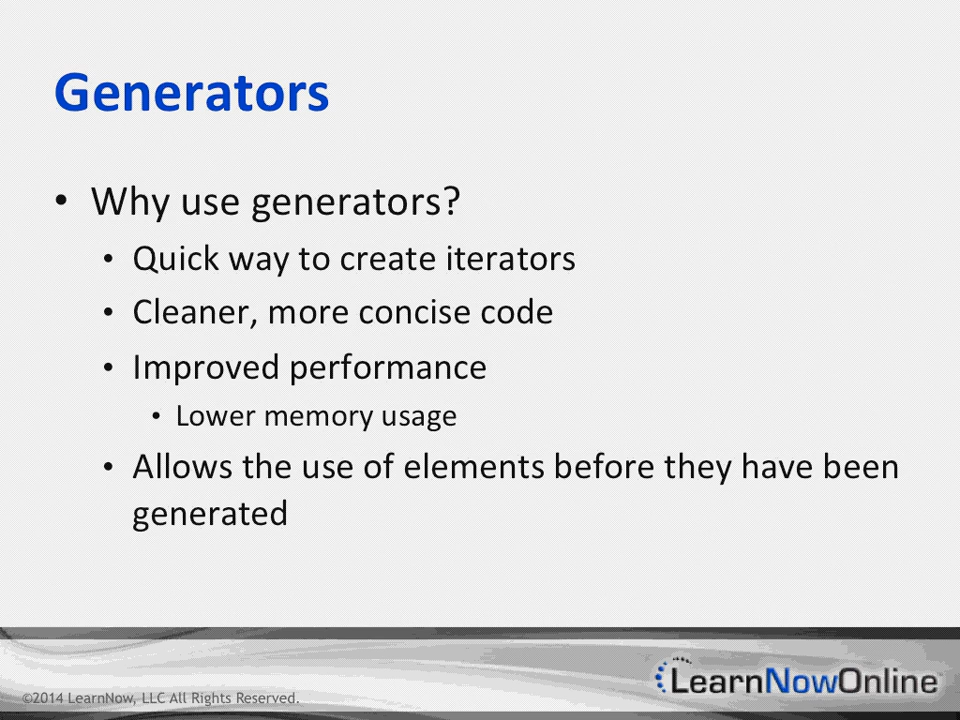 Generators
• Why use generators?
• Quick way to create iterators
• Cleaner, more concise code
• Improved performance
• Lower memory usage
• Allows the use of elements before they have been
generated
©2014 LearnNow, LLC All Rights Reserved.
LearnNowOnline